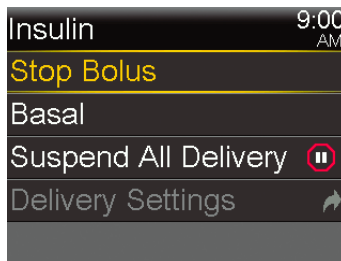 Insulin 9:00 AM
Stop Bolus
Basal
Suspend All Delivery
Delivery Settings